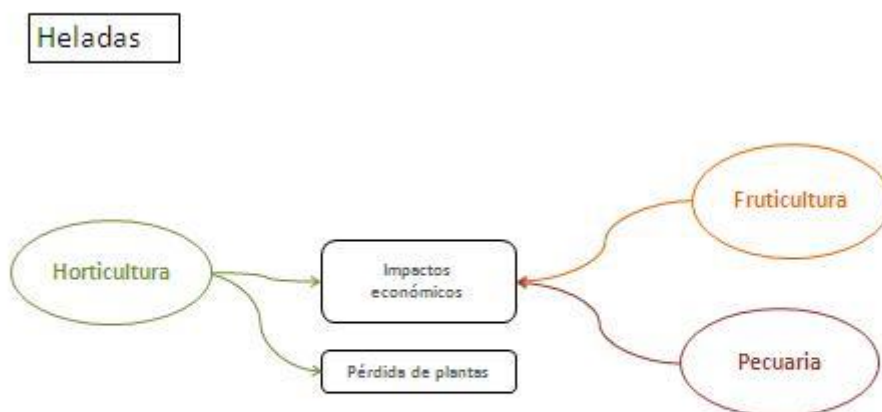 Heladas
Fruticultura
Horticultura
Impactos
económicos
Pérdida de plantas
Pecuaria